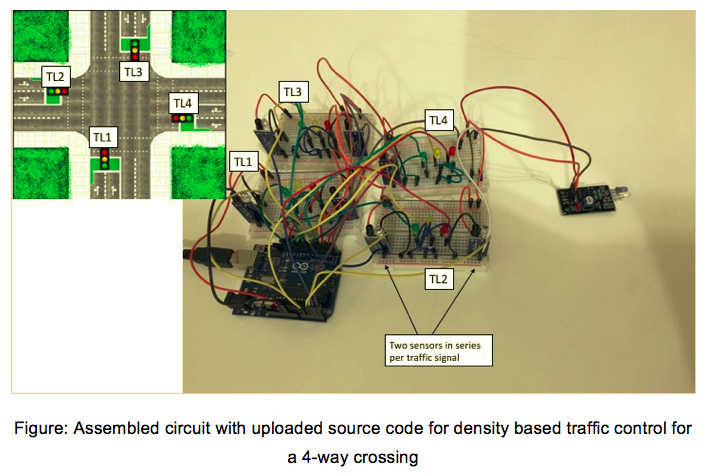 TL2
TL3
TL4
TL1
TL3
TL4
TL1
TL2
Two sensors in series
per traffic signal
Figure: Assembled circuit with uploaded source code for density based traffic control for
a 4-way crossing